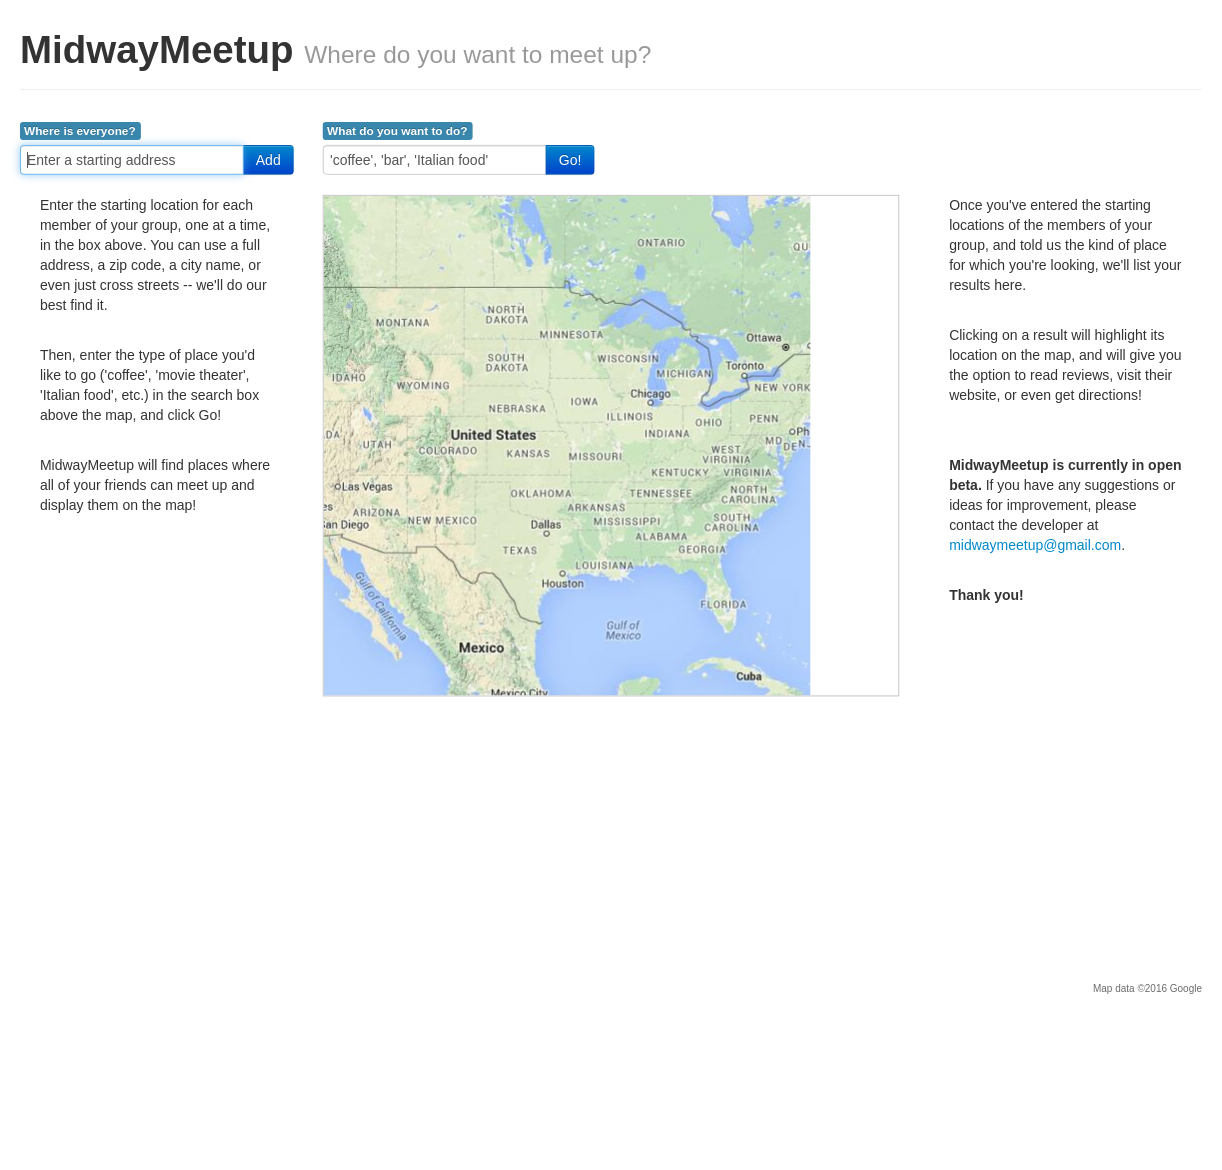 MidwayMeetup Where do you want to meet up?
Where is everyone?
Enter a starting address Add
What do you want to do?
'coffee', 'bar', 'Italian food' Go!
Enter the starting location for each
member of your group, one at a time,
in the box above. You can use a full
address, a zip code, a city name, or
even just cross streets -- we'll do our
best find it.
Then, enter the type of place you'd
like to go ('coffee', 'movie theater',
'Italian food', etc.) in the search box
above the map, and click Go!
MidwayMeetup will find places where
all of your friends can meet up and
display them on the map!
ONTARIO
QU
MONTANA
NORTH
DAKOTA
MINNESOTA
Ottawa
SOUTH
DAKOTA
WISCONSIN
MICHIGAN
Toronto
IDAHO
WYOMING
NEW YORK
Chicago
NEBRASKA
IOWA
ILLINOIS
OHIO
PENN
United States
INDIANA
Ph
DA
UTAH
COLORADO
KANSAS
MISSOURI
WEST
VIRGINIA
MD
DE
N
KENTUCKY
VIRGINIA
Las Vegas
OKLAHOMA
TENNESSEE
NORTH
CAROLINA
es
ARIZONA
NEW MEXICO
ARKANSAS
MISSISSIPPI
San Diego
Dallas
SOUTH
CAROLINA
ALABAMA
TEXAS
GEORGIA
LOUISIANA
Houston
Gulf of California
FLORIDA
Gulf of
Mexico
Mexico
Cuba
Mexico City
Once you've entered the starting
locations of the members of your
group, and told us the kind of place
for which you're looking, we'll list your
results here.
Clicking on a result will highlight its
location on the map, and will give you
the option to read reviews, visit their
website, or even get directions!
MidwayMeetup is currently in open
beta. If you have any suggestions or
ideas for improvement, please
contact the developer at
midwaymeetup@gmail.com.
Thank you!
Map data ©2016 Google